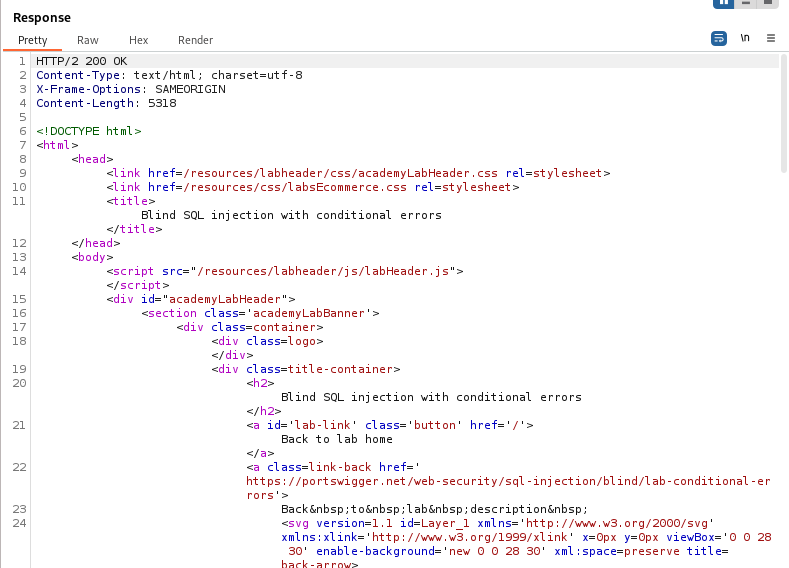 Response
Pretty Raw Hex Render \n
1 HTTP/2 200 OK
2 Content-Type: text/html; charset=utf-8
3 X-Frame-Options: SAMEORIGIN
4 Content-Length: 5318
5
6 <!DOCTYPE html>
7 <html>
8 <head>
9 <link href=/resources/labheader/css/academyLabHeader.css rel=stylesheet>
10 <link href=/resources/css/labsEcommerce.css rel=stylesheet>
11 <title>
Blind SQL injection with conditional errors
</title>
12 </head>
13 <body>
14 <script src="/resources/labheader/js/labHeader.js">
</script>
15 <div id="academyLabHeader">
16 <section class='academyLabBanner'>
17 <div class=container>
18 <div class=logo>
</div>
19 <div class=title-container>
20 <h2>
Blind SQL injection with conditional errors
</h2>
21 <a id='lab-link' class='button' href='/'>
Back to lab home
</a>
22 <a class=link-back href='
https://portswigger.net/web-security/sql-injection/blind/lab-conditional-er
rors'>
23 Back&nbsp;to&nbsp;lab&nbsp;description&nbsp;
24 <svg version=1.1 id=Layer_1 xmlns='http://www.w3.org/2000/svg'
xmlns:xlink='http://www.w3.org/1999/xlink' x=0px y=0px viewBox='0 0 28
30' enable-background='new 0 0 28 30' xml:space=preserve title=
back-arrow>